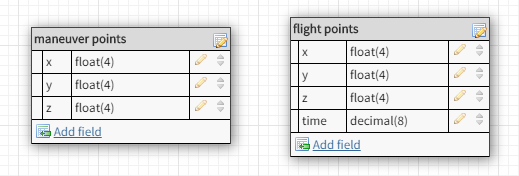 maneuver points
x float(4)
y float(4)
z float(4)
Add field
flight points
x float(4)
y float(4)
z float(4)
time decimal(8)
Add field